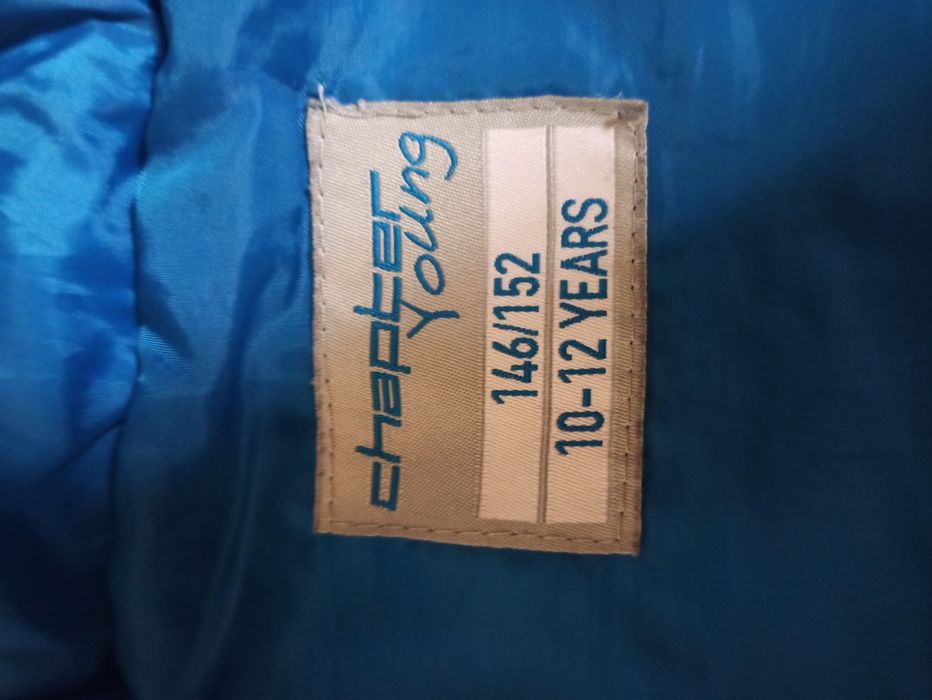 chapter
Young
146/152
10-12 YEARS